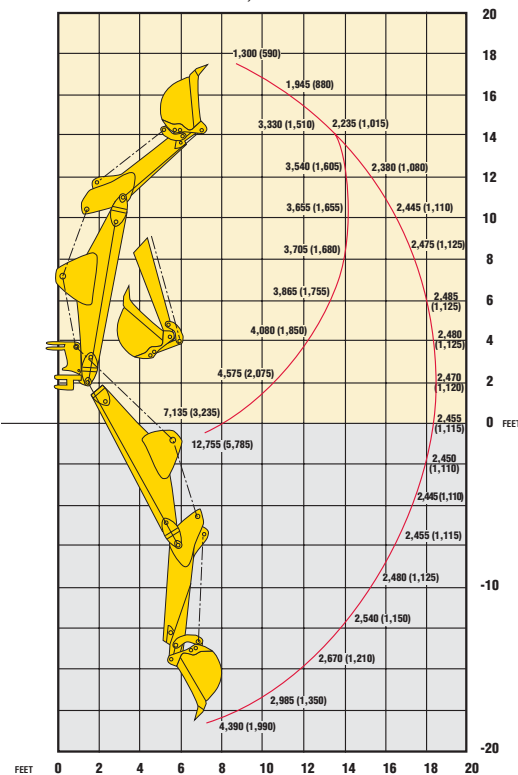 20
1,300 (590)
18
1,945 (880)
16
3,330 (1,510) 2,235 (1,015)
14
3,540 (1,605) 2,380 (1,080)
12
3,655 (1,655) 2,445 (1,110)
10
3,705 (1,680) 2,475 (1,125)
8
3,865 (1,755) 2,485
(1,125)
6
4,080 (1,850) 2,480
(1,125)
4
4,575 (2,075) 2,470
(1,120)
2
7,135 (3,235) 2,455
(1,115)
0 FEET
12,755 (5,785) 2,450
(1,110)
2,445 (1,110)
2,455 (1,115)
2,480 (1,125)
-10
2,540 (1,150)
2,670 (1,210)
2,985 (1,350)
4,390 (1,990)
-20
FEET 0 2 4 6 8 10 12 14 16 18 20